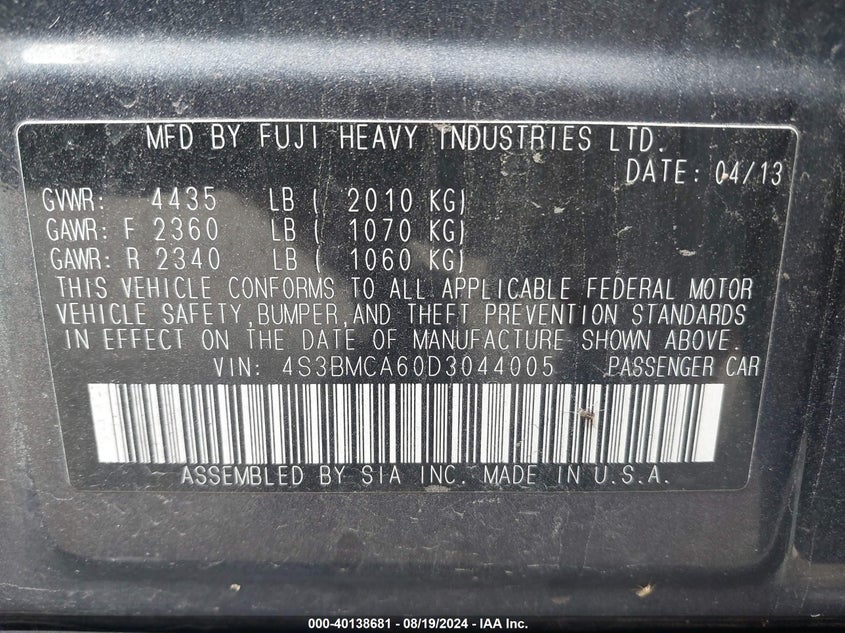 MFD BY FUJI HEAVY INDUSTRIES LTD.
DATE: 04/13
GVWR: 4435 LB ( 2010 KG)
GAWR: F 2360 LB ( 1070 KG)
GAWR: R 2340 LB ( 1060 KG)
THIS VEHICLE CONFORMS TO ALL APPLICABLE FEDERAL MOTOR
VEHICLE SAFETY,BUMPER,AND THEFT PREVENTION STANDARDS
IN EFFECT ON THE DATE OF MANUFACTURE SHOWN ABOVE.
VIN: 4S3BMCA60D3044005 PASSENGER CAR
ASSEMBLED BY SIA INC. MADE IN U.S.A.
000-40138681 - 08/19/2024 - IAA Inc.